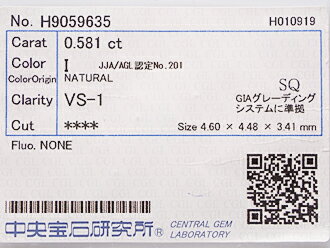 No. H9059635 H010919
Carat 0.581 ct
Color I JJA/AGL認定No.201
ColorOrigin NATURAL
SQ
Clarity VS-1 GIAグレーディング
システムに準拠
Cut **** Size 4.60 × 4.48 × 3.41 mm
Fluo. NONE
中央宝石研究所® CENTRAL GEM
LABORATORY